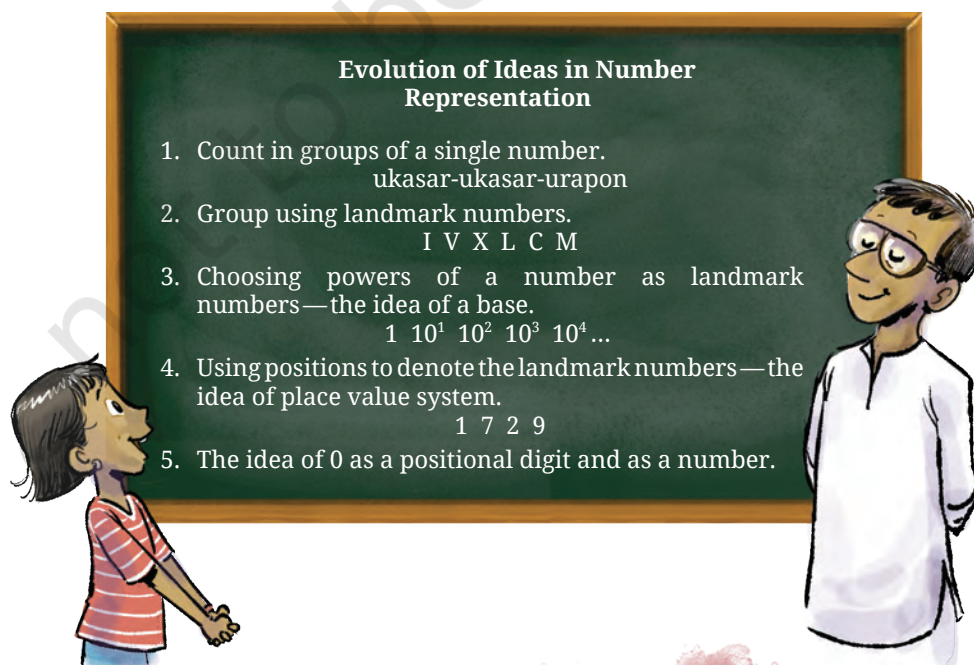 Evolution of Ideas in Number
Representation
1. Count in groups of a single number.
ukasar-ukasar-urapon
2. Group using landmark numbers.
I V X L C M
3. Choosing powers of a number as landmark
numbers—the idea of a base.
1 10¹ 10² 10³ 10⁴ ...
4. Using positions to denote the landmark numbers—the
idea of place value system.
1 7 2 9
5. The idea of 0 as a positional digit and as a number.
not to be